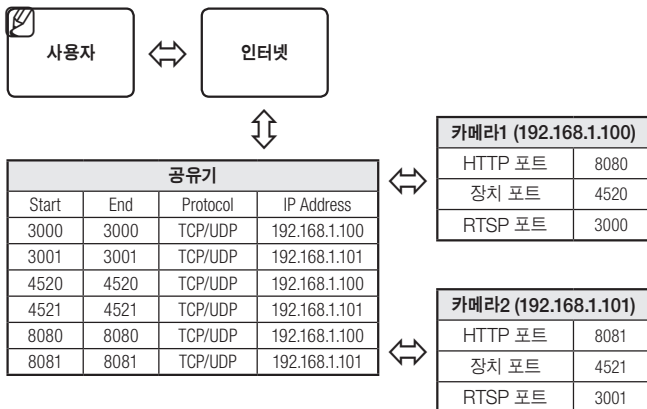 사용자
인터넷
공유기
Start End Protocol IP Address
3000 3000 TCP/UDP 192.168.1.100
3001 3001 TCP/UDP 192.168.1.101
4520 4520 TCP/UDP 192.168.1.100
4521 4521 TCP/UDP 192.168.1.101
8080 8080 TCP/UDP 192.168.1.100
8081 8081 TCP/UDP 192.168.1.101
카메라1 (192.168.1.100)
HTTP 포트 8080
장치 포트 4520
RTSP 포트 3000
카메라2 (192.168.1.101)
HTTP 포트 8081
장치 포트 4521
RTSP 포트 3001